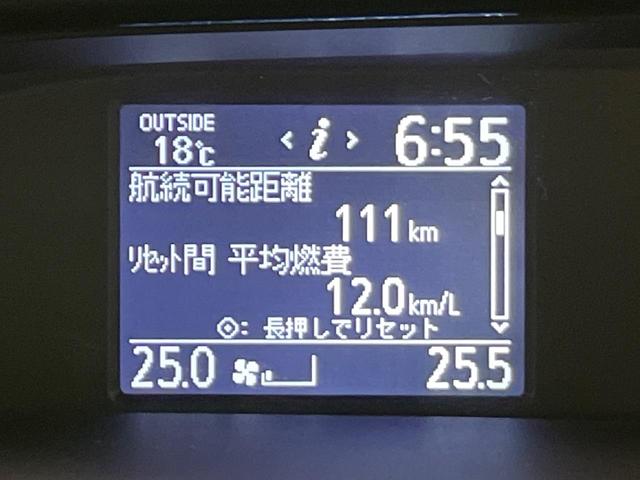 OUTSIDE
18℃
< i >
6:55
航続可能距離
111km
リセット間 平均燃費
12.0km/L
◎: 長押しでリセット
25.0
25.5